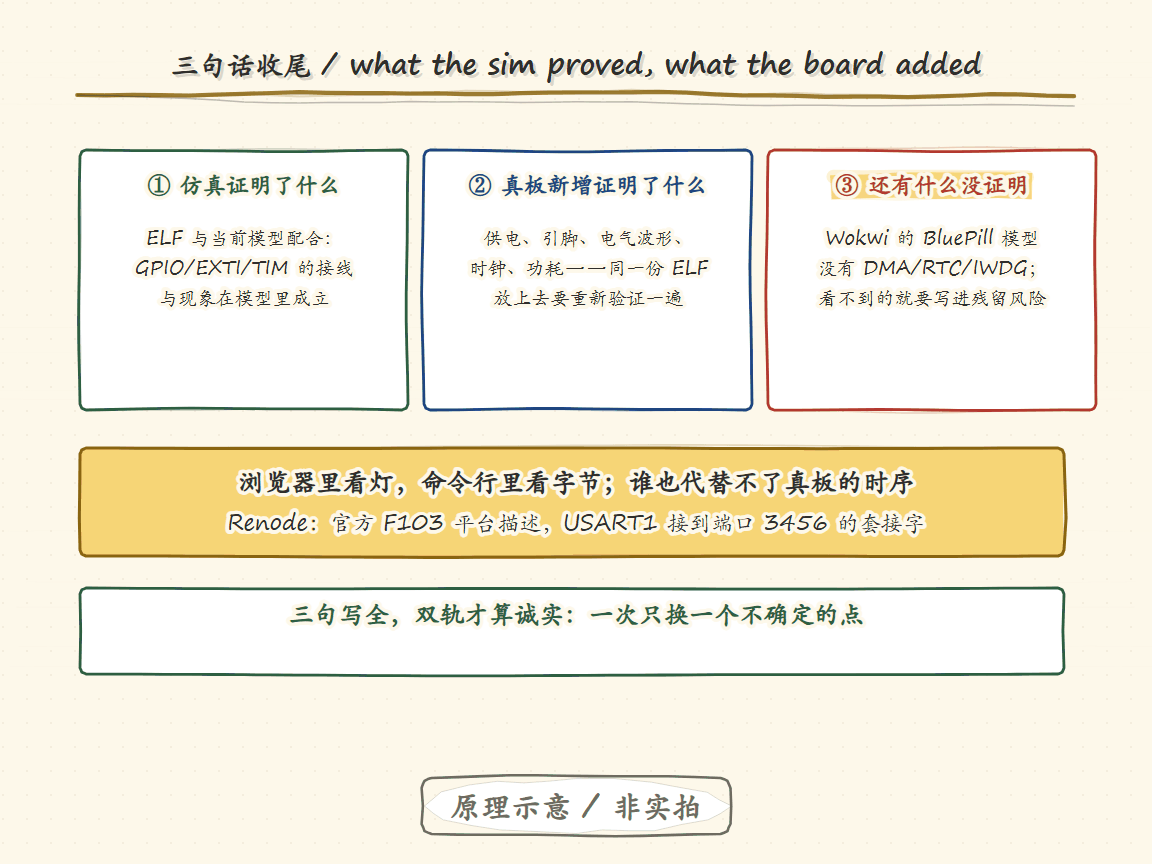 三句话收尾 / what the sim proved, what the board added
① 仿真证明了什么
ELF 与当前模型配合：
GPIO/EXTI/TIM 的接线
与现象在模型里成立
② 真板新增证明了什么
供电、引脚、电气波形、
时钟、功耗——同一份 ELF
放上去要重新验证一遍
③ 还有什么没证明
Wokwi 的 BluePill 模型
没有 DMA/RTC/IWDG；
看不到的就要写进残留风险
浏览器里看灯，命令行里看字节；谁也代替不了真板的时序
Renode：官方 F103 平台描述，USART1 接到端口 3456 的套接字
三句写全，双轨才算诚实：一次只换一个不确定的点
原理示意 / 非实拍